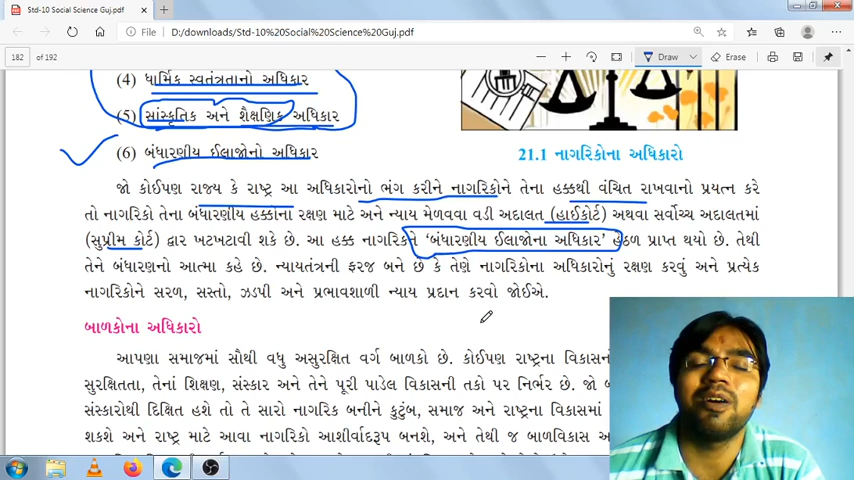 Std-10 Social Science Guj.pdf
File
D:/downloads/Std-10%20Social%20Science%20Guj.pdf
182 of 192
Draw
Erase
(4) ધાર્મિક સ્વતંત્રતાનો અધિકાર
(5) સાંસ્કૃતિક અને શૈક્ષણિક અધિકાર
(6) બંધારણીય ઈલાજોનો અધિકાર
21.1 નાગરિકોના અધિકારો
જો કોઈપણ રાજ્ય કે રાષ્ટ્ર આ અધિકારોનો ભંગ કરીને નાગરિકોને તેના હક્કથી વંચિત રાખવાનો પ્રયત્ન કરે
તો નાગરિકો તેના બંધારણીય હક્કોના રક્ષણ માટે અને ન્યાય મેળવવા વડી અદાલત (હાઈકોર્ટ) અથવા સર્વોચ્ચ અદાલતમાં
(સુપ્રીમ કોર્ટ) દ્વાર ખટખટાવી શકે છે. આ હક્ક નાગરિકને ‘બંધારણીય ઈલાજોના અધિકાર’ હેઠળ પ્રાપ્ત થયો છે. તેથી
તેને બંધારણનો આત્મા કહે છે. ન્યાયતંત્રની ફરજ બને છે કે તેણે નાગરિકોના અધિકારોનું રક્ષણ કરવું અને પ્રત્યેક
નાગરિકોને સરળ, સસ્તો, ઝડપી અને પ્રભાવશાળી ન્યાય પ્રદાન કરવો જોઈએ.
બાળકોના અધિકારો
આપણા સમાજમાં સૌથી વધુ અસુરક્ષિત વર્ગ બાળકો છે. કોઈપણ રાષ્ટ્રના વિકાસનો
સુરક્ષિતતા, તેનાં શિક્ષણ, સંસ્કાર અને તેને પૂરી પાડેલ વિકાસની તકો પર નિર્ભર છે. જો
સંસ્કારોથી દિક્ષિત હશે તો તે સારો નાગરિક બનીને કુટુંબ, સમાજ અને રાષ્ટ્રના વિકાસમાં
શકશે અને રાષ્ટ્ર માટે આવા નાગરિકો આશીર્વાદરૂપ બનશે, અને તેથી જ બાળવિકાસ